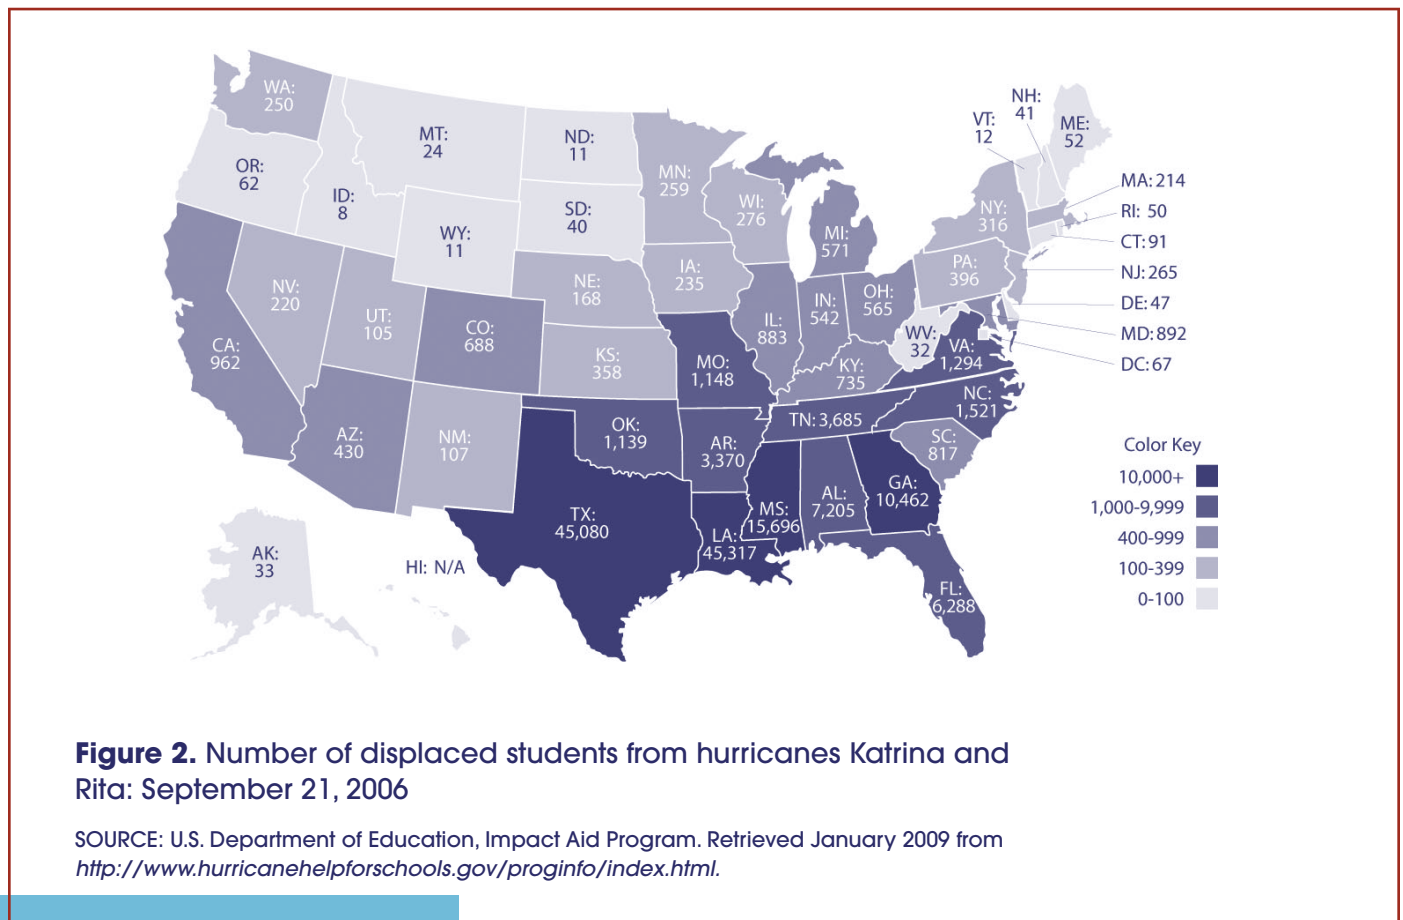 WA:
250
OR:
62
ID:
8
MT:
24
ND:
11
SD:
40
WY:
11
MN:
259
WI:
276
MI:
571
NY:
316
VT:
12
NH:
41
ME:
52
MA: 214
RI: 50
CT: 91
NJ: 265
DE: 47
MD: 892
DC: 67
PA:
396
OH:
565
IN:
542
IL:
883
IA:
235
NE:
168
NV:
220
UT:
105
CO:
688
CA:
962
KS:
358
MO:
1,148
KY:
735
WV:
32
VA:
1,294
NC:
1,521
TN: 3,685
SC:
817
AZ:
430
NM:
107
OK:
1,139
AR:
3,370
TX:
45,080
LA:
45,317
MS:
15,696
AL:
7,205
GA:
10,462
FL:
6,288
AK:
33
HI: N/A
Color Key
10,000+
1,000-9,999
400-999
100-399
0-100
Figure 2. Number of displaced students from hurricanes Katrina and
Rita: September 21, 2006
SOURCE: U.S. Department of Education, Impact Aid Program. Retrieved January 2009 from
http://www.hurricanehelpforschools.gov/proginfo/index.html.